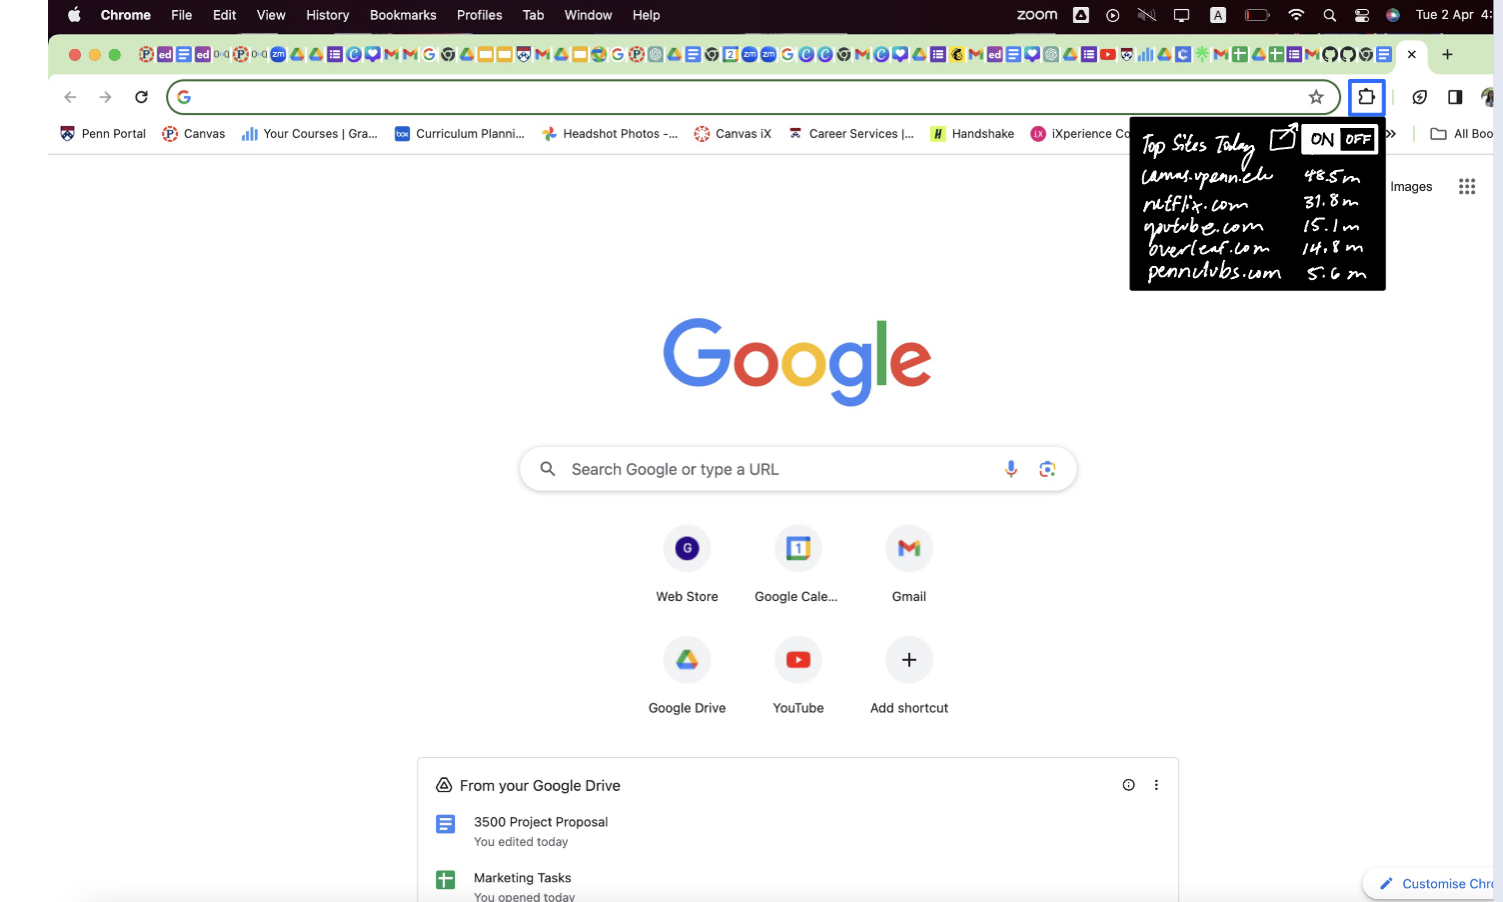 Chrome File Edit View History Bookmarks Profiles Tab Window Help zoom A Tue 2 Apr 4:
Penn Portal Canvas Your Courses | Gra... Curriculum Planni... Headshot Photos -... Canvas iX Career Services |... Handshake iXperience Co » All Boo
Top Sites Today ON OFF
canvas.upenn.edu 48.5m
netflix.com 31.8m
youtube.com 15.1m
overleaf.com 14.8m
pennclubs.com 5.6m
Images
Google
Search Google or type a URL
Web Store Google Cale... Gmail
Google Drive YouTube Add shortcut
From your Google Drive
3500 Project Proposal
You edited today
Marketing Tasks
You opened today
Customise Chro